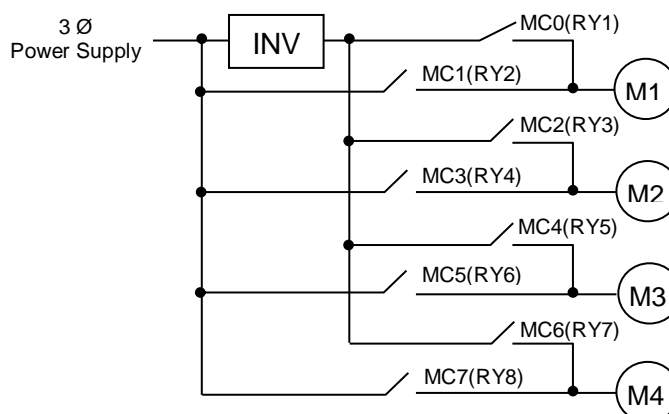 3 Ø
Power Supply
INV
MC0(RY1)
MC1(RY2)
M1
MC2(RY3)
MC3(RY4)
M2
MC4(RY5)
MC5(RY6)
M3
MC6(RY7)
MC7(RY8)
M4